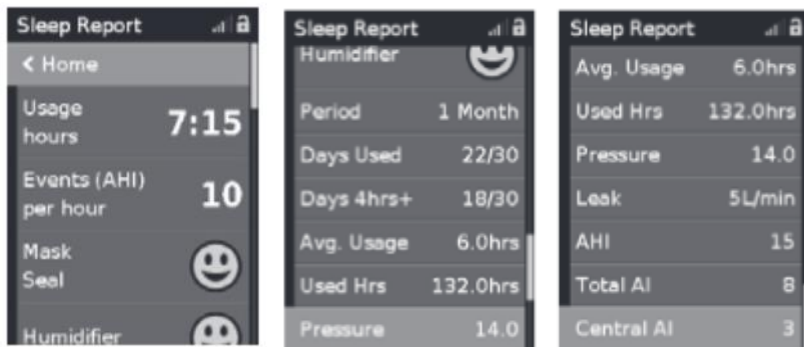 Sleep Report
< Home
Usage
hours
7:15
Events (AHI)
per hour
10
Mask
Seal
Humidifier
Sleep Report
Humidifier
Period 1 Month
Days Used 22/30
Days 4hrs+ 18/30
Avg. Usage 6.0hrs
Used Hrs 132.0hrs
Pressure 14.0
Sleep Report
Avg. Usage 6.0hrs
Used Hrs 132.0hrs
Pressure 14.0
Leak 5L/min
AHI 15
Total AI 8
Central AI 3